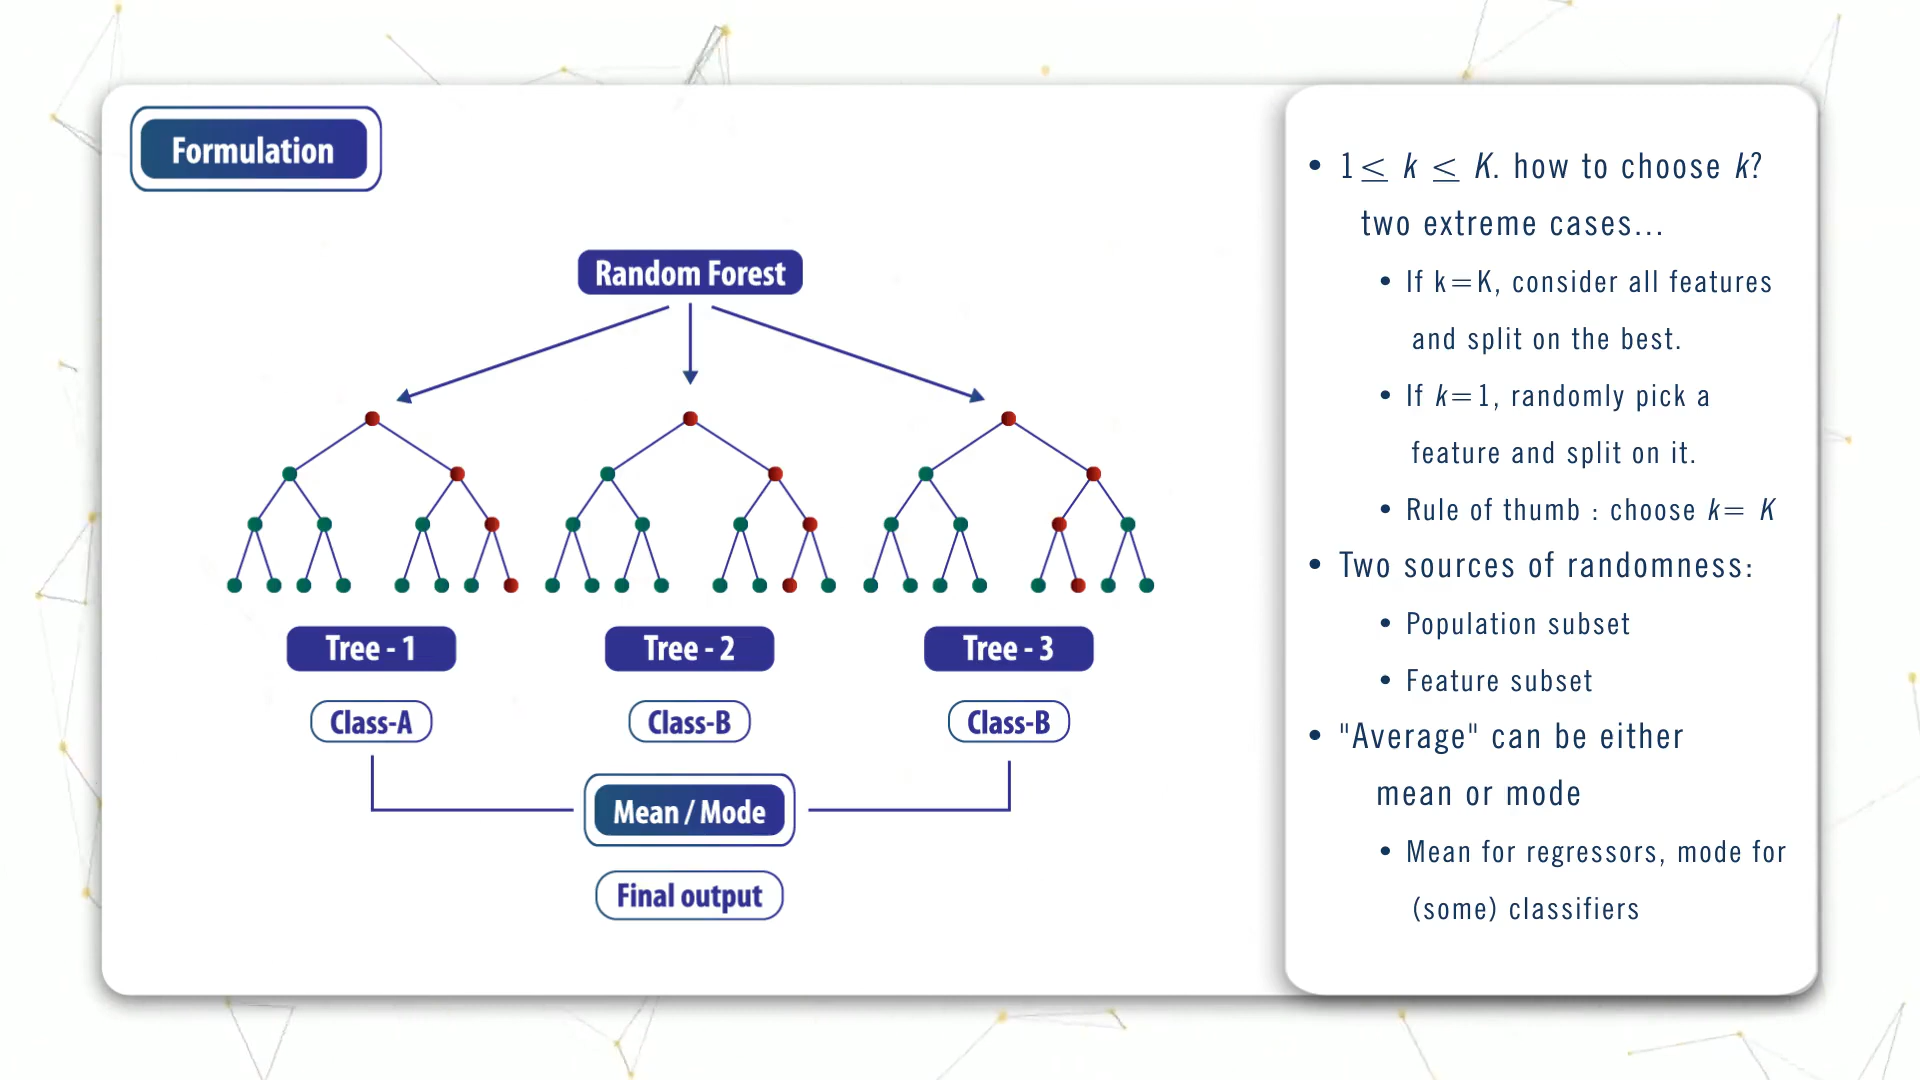 Formulation
Random Forest
Tree - 1
Tree - 2
Tree - 3
Class-A
Class-B
Class-B
Mean / Mode
Final output
• 1≤ k ≤ K. how to choose k?
two extreme cases...
• If k=K, consider all features
and split on the best.
• If k=1, randomly pick a
feature and split on it.
• Rule of thumb : choose k= K
• Two sources of randomness:
• Population subset
• Feature subset
• "Average" can be either
mean or mode
• Mean for regressors, mode for
(some) classifiers